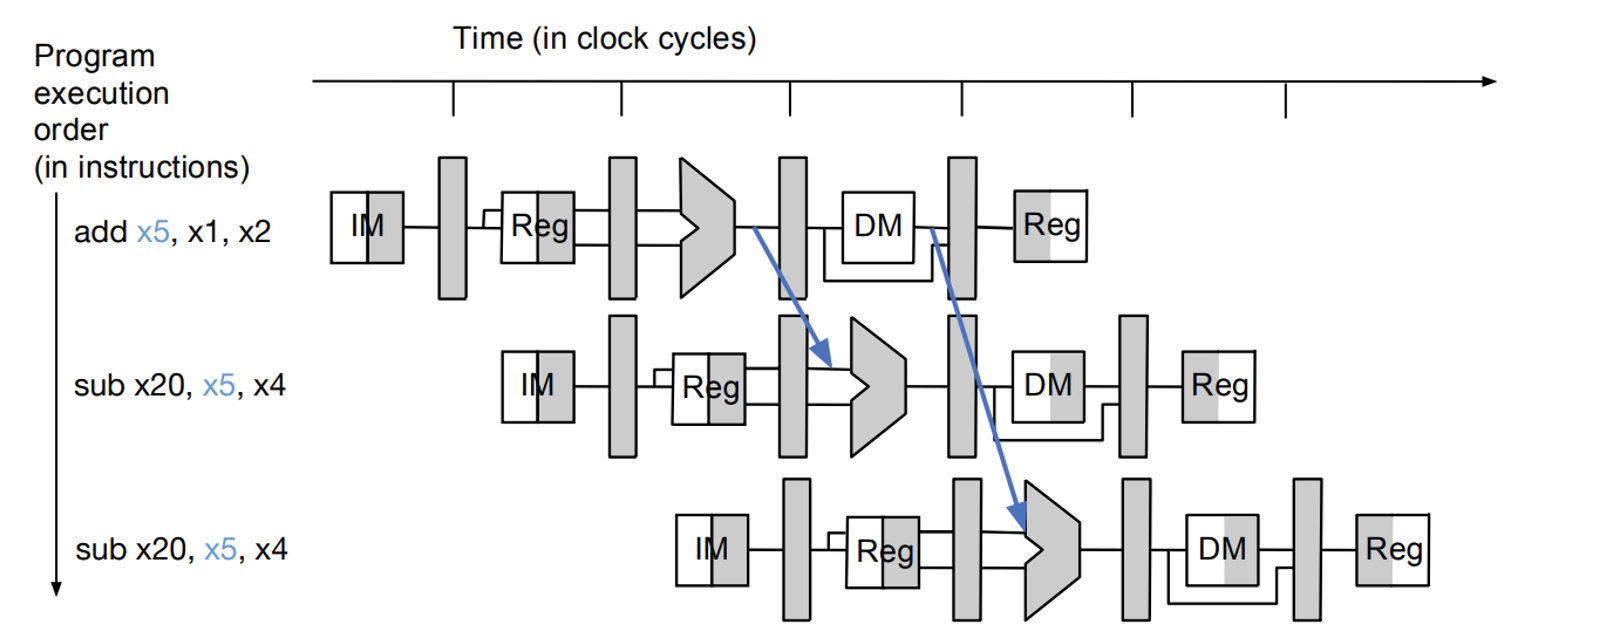 Time (in clock cycles)
Program
execution
order
(in instructions)
add x5, x1, x2
IM
Reg
DM
Reg
sub x20, x5, x4
IM
Reg
DM
Reg
sub x20, x5, x4
IM
Reg
DM
Reg